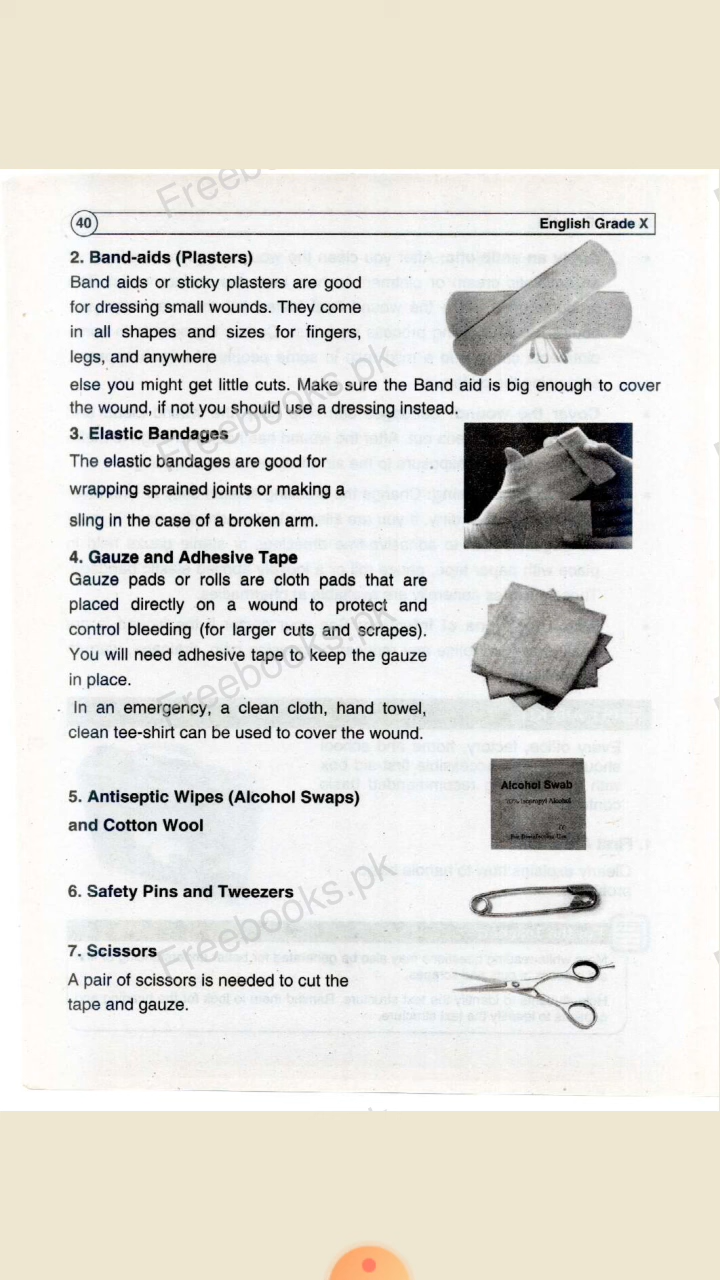 40
English Grade X
2. Band-aids (Plasters)
Band aids or sticky plasters are good
for dressing small wounds. They come
in all shapes and sizes for fingers,
legs, and anywhere
else you might get little cuts. Make sure the Band aid is big enough to cover
the wound, if not you should use a dressing instead.
3. Elastic Bandages
The elastic bandages are good for
wrapping sprained joints or making a
sling in the case of a broken arm.
4. Gauze and Adhesive Tape
Gauze pads or rolls are cloth pads that are
placed directly on a wound to protect and
control bleeding (for larger cuts and scrapes).
You will need adhesive tape to keep the gauze
in place.
In an emergency, a clean cloth, hand towel,
clean tee-shirt can be used to cover the wound.
5. Antiseptic Wipes (Alcohol Swaps)
and Cotton Wool
Alcohol Swab
Isopropyl Alcohol
6. Safety Pins and Tweezers
7. Scissors
A pair of scissors is needed to cut the
tape and gauze.
Freebooks.pk
Freebooks.pk
Freebooks.pk